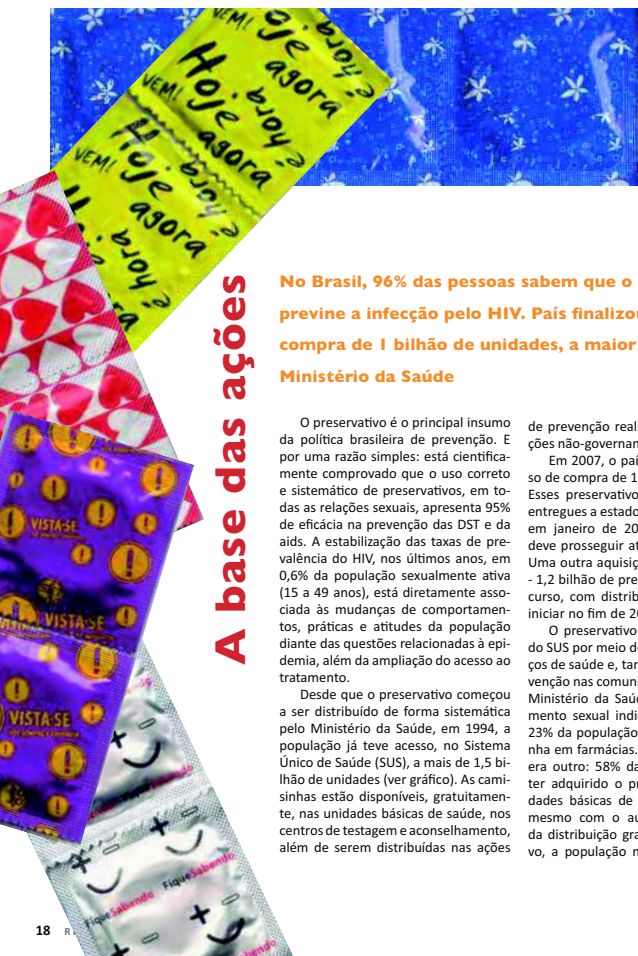 VEM!
Hoje
agora
é hora
VEM!
Hoje
agora
é hora
A base das ações
No Brasil, 96% das pessoas sabem que o
previne a infecção pelo HIV. País finalizou
compra de 1 bilhão de unidades, a maior
Ministério da Saúde
O preservativo é o principal insumo
da política brasileira de prevenção. E
por uma razão simples: está cientifica-
mente comprovado que o uso correto
e sistemático de preservativos, em to-
das as relações sexuais, apresenta 95%
de eficácia na prevenção das DST e da
aids. A estabilização das taxas de pre-
valência do HIV, nos últimos anos, em
0,6% da população sexualmente ativa
(15 a 49 anos), está diretamente asso-
ciada às mudanças de comportamen-
tos, práticas e atitudes da população
diante das questões relacionadas à epi-
demia, além da ampliação do acesso ao
tratamento.
Desde que o preservativo começou
a ser distribuído de forma sistemática
pelo Ministério da Saúde, em 1994, a
população já teve acesso, no Sistema
Único de Saúde (SUS), a mais de 1,5 bi-
lhão de unidades (ver gráfico). As cami-
sinhas estão disponíveis, gratuitamen-
te, nas unidades básicas de saúde, nos
centros de testagem e aconselhamento,
além de serem distribuídas nas ações
de prevenção reali
ções não-governam
Em 2007, o país
so de compra de 1
Esses preservativo
entregues a estado
em janeiro de 20
deve prosseguir at
Uma outra aquisiç
- 1,2 bilhão de pre
curso, com distrib
iniciar no fim de 2
O preservativo
do SUS por meio de
ços de saúde e, tam
venção nas comuni
Ministério da Saúd
mento sexual indic
23% da população
nha em farmácias.
era outro: 58% da
ter adquirido o pr
dades básicas de
mesmo com o au
da distribuição gra
vo, a população n
VISTA-SE
VISTA-SE
VISTA-SE
FiqueSabendo
FiqueSabendo
FiqueSabendo
18 R